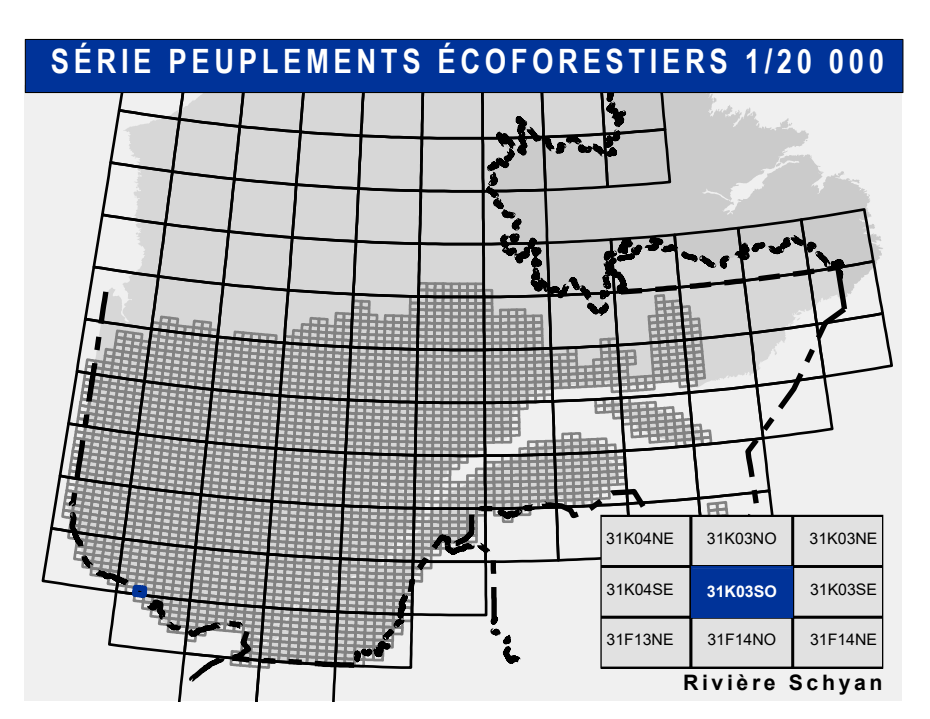 SÉRIE PEUPLEMENTS ÉCOFORESTIERS 1/20 000
31K04NE 31K03NO 31K03NE
31K04SE 31K03SO 31K03SE
31F13NE 31F14NO 31F14NE
Rivière Schyan